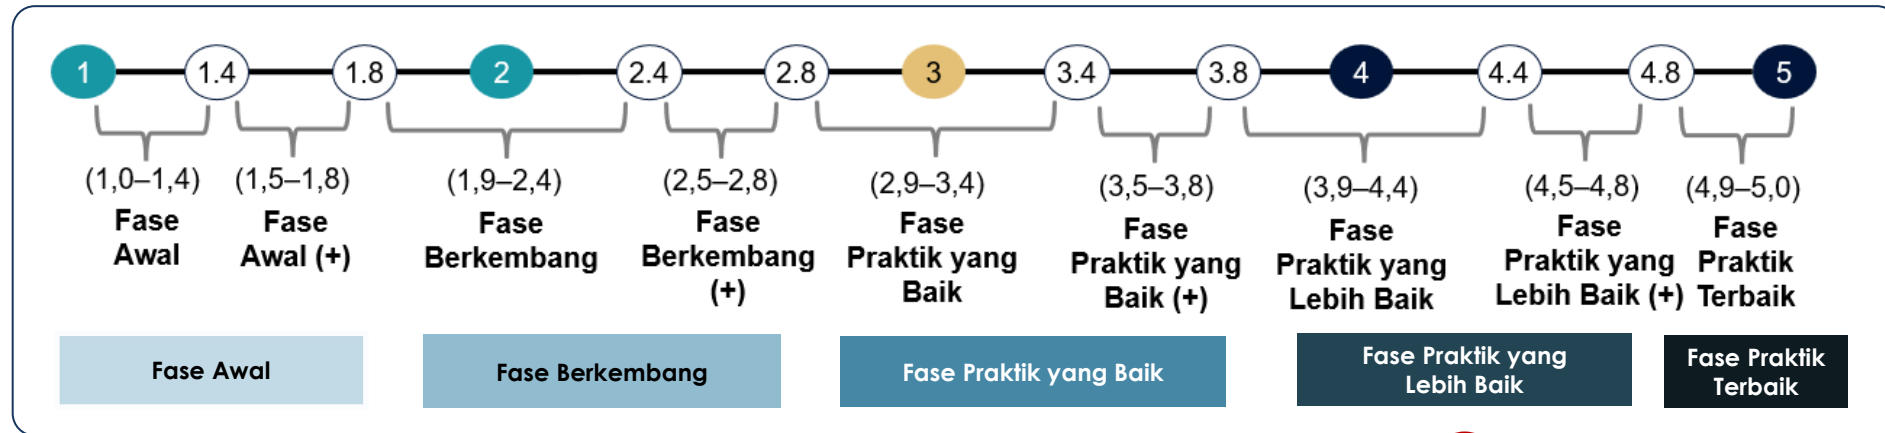 1
1.4
1.8
2
2.4
2.8
3
3.4
3.8
4
4.4
4.8
5
(1,0–1,4)
Fase
Awal
(1,5–1,8)
Fase
Awal (+)
(1,9–2,4)
Fase
Berkembang
(2,5–2,8)
Fase
Berkembang
(+)
(2,9–3,4)
Fase
Praktik yang
Baik
(3,5–3,8)
Fase
Praktik yang
Baik (+)
(3,9–4,4)
Fase
Praktik yang
Lebih Baik
(4,5–4,8)
Fase
Praktik yang
Lebih Baik (+)
(4,9–5,0)
Fase
Praktik
Terbaik
Fase Awal
Fase Berkembang
Fase Praktik yang Baik
Fase Praktik yang
Lebih Baik
Fase Praktik
Terbaik